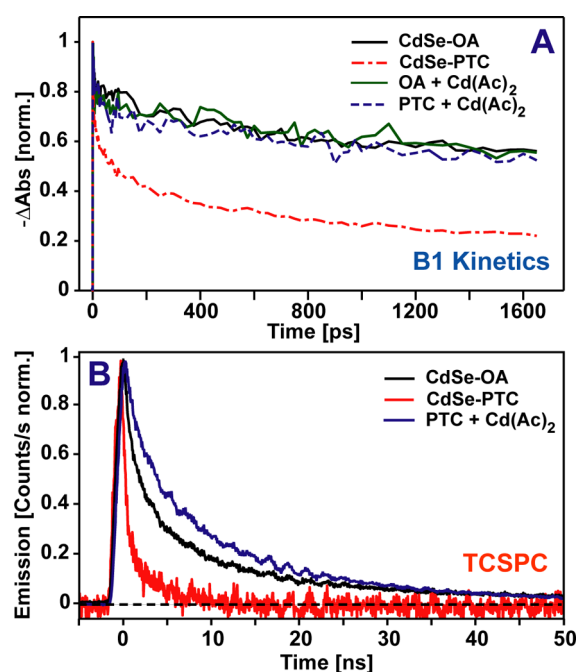 A
CdSe-OA
CdSe-PTC
OA + Cd(Ac)₂
PTC + Cd(Ac)₂
-ΔAbs [norm.]
1
0.8
0.6
0.4
0.2
0
B1 Kinetics
0 400 800 1200 1600
Time [ps]
B
CdSe-OA
CdSe-PTC
PTC + Cd(Ac)₂
Emission [Counts/s norm.]
1
0.8
0.6
0.4
0.2
0
TCSPC
0 10 20 30 40 50
Time [ns]